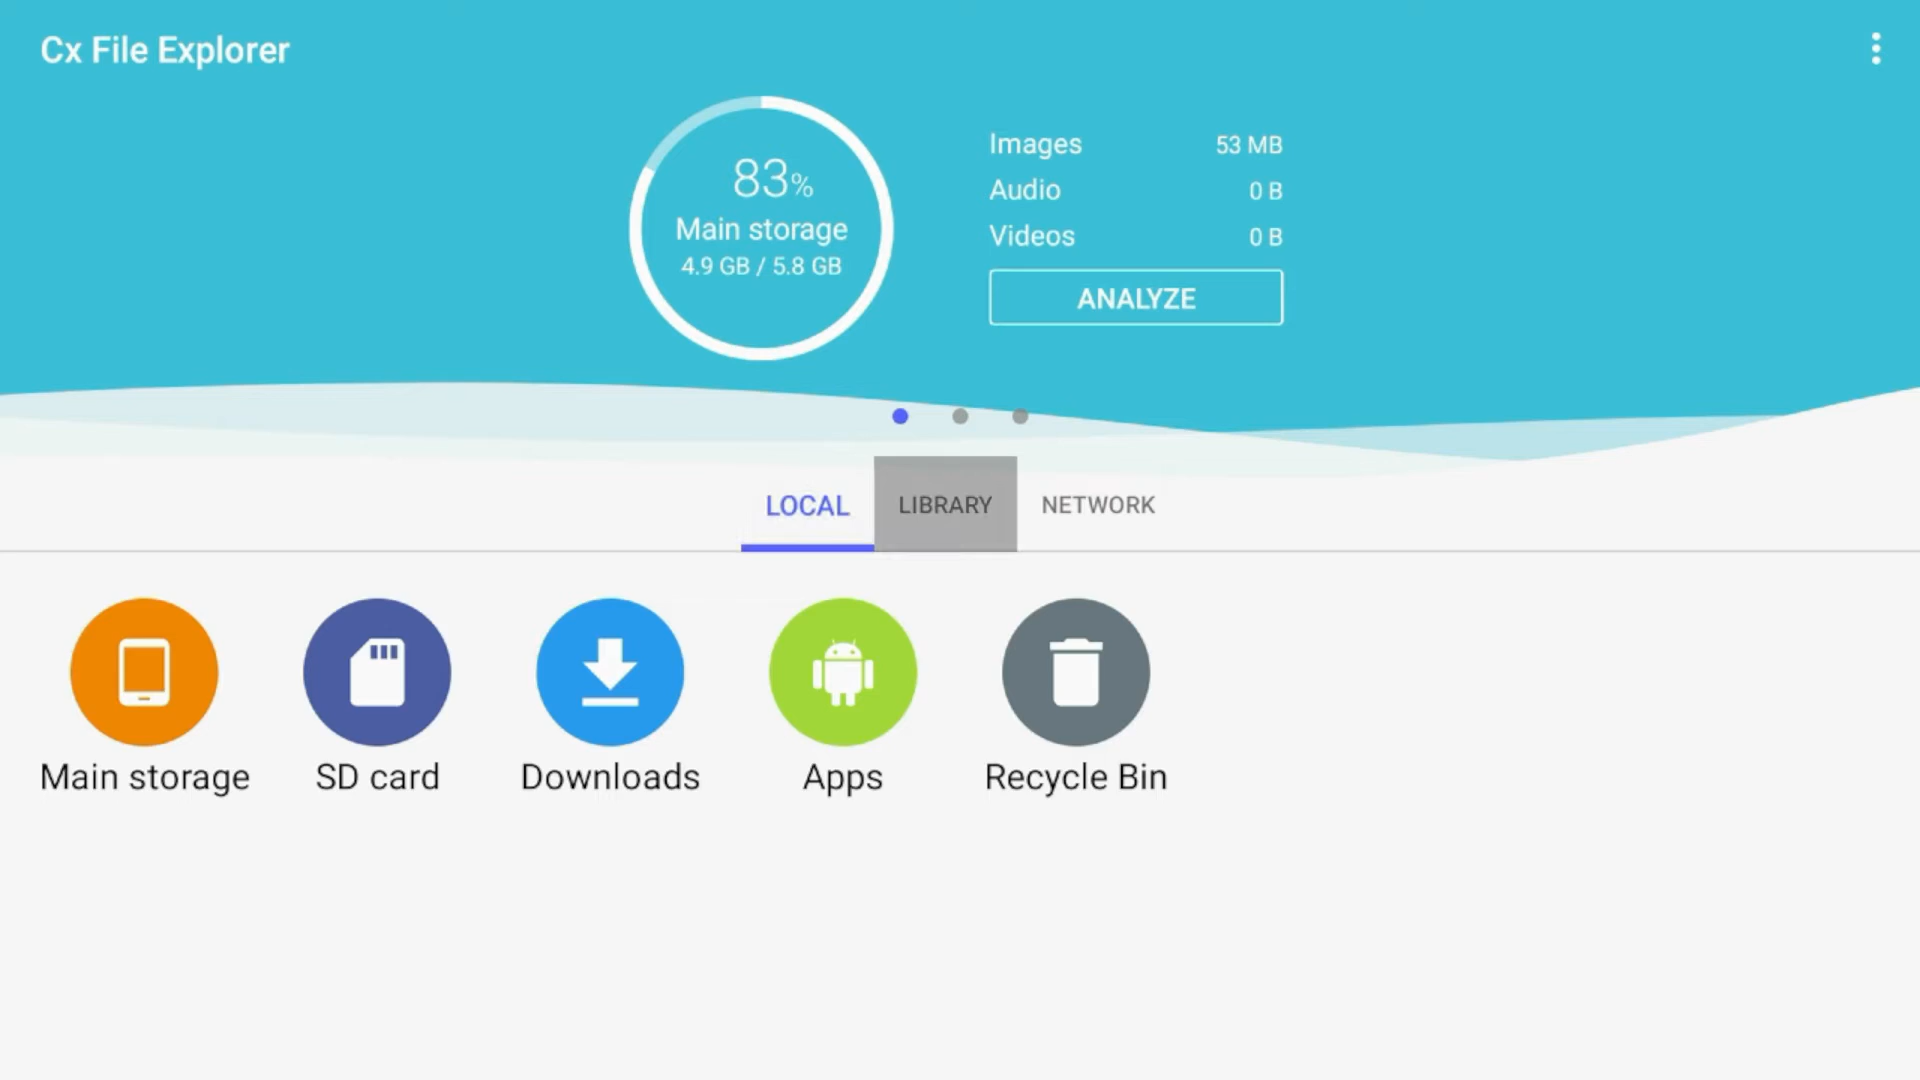 Cx File Explorer
83%
Main storage
4.9 GB / 5.8 GB
Images 53 MB
Audio 0 B
Videos 0 B
ANALYZE
LOCAL LIBRARY NETWORK
Main storage SD card Downloads Apps Recycle Bin